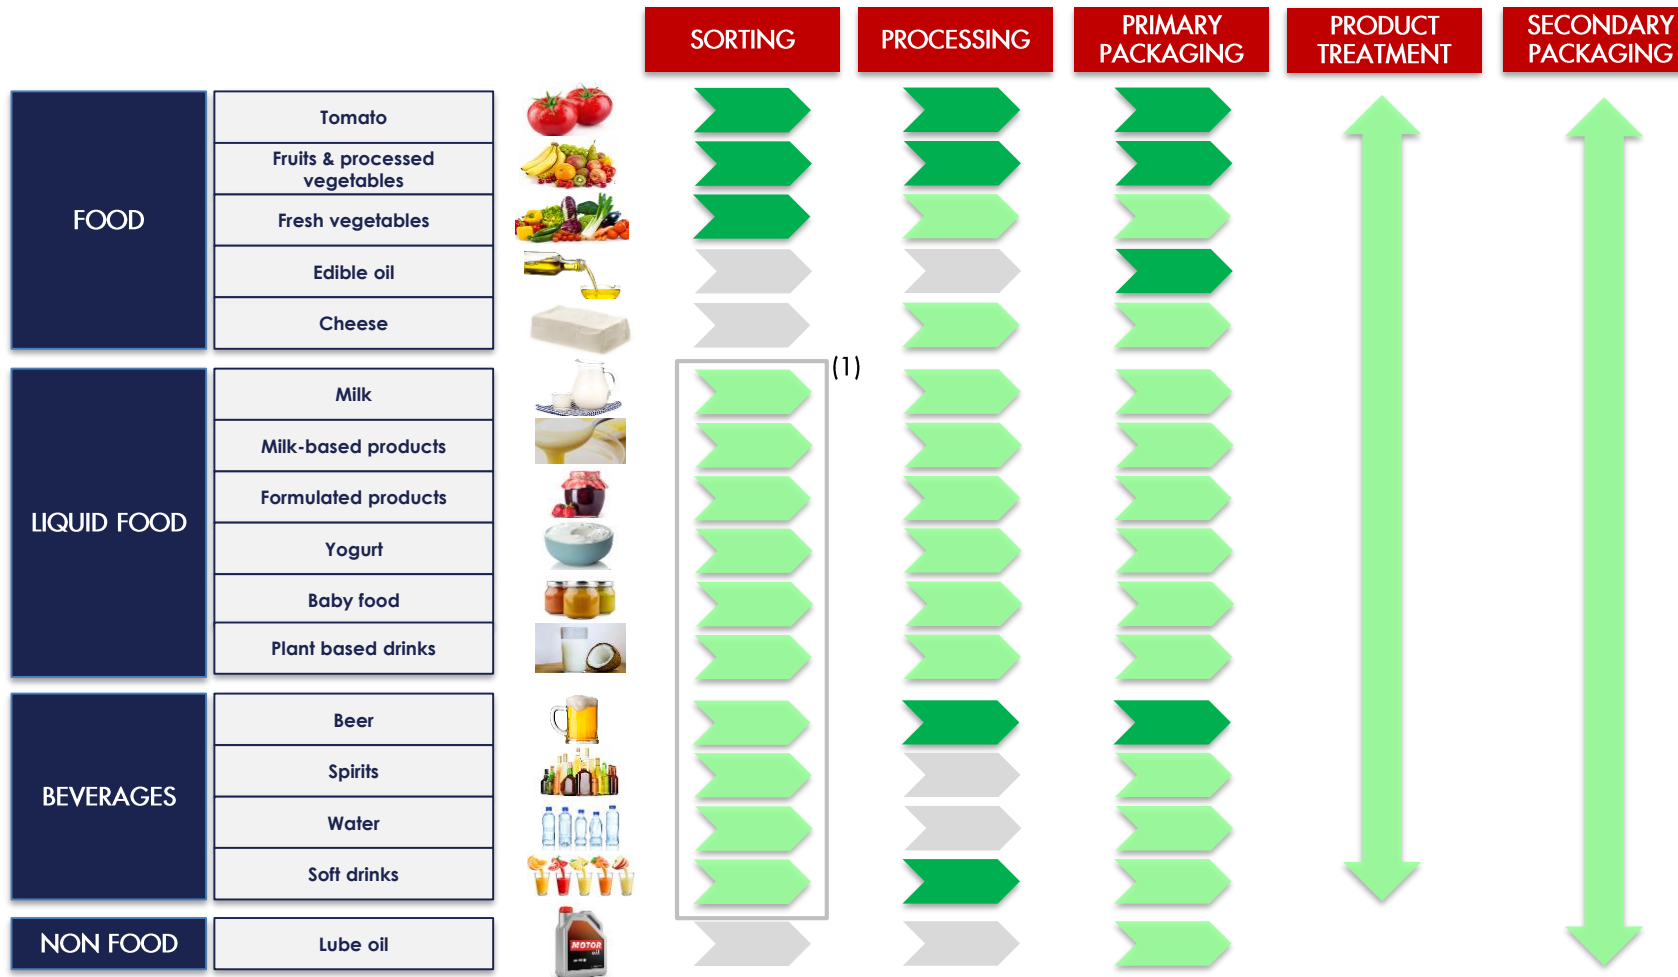 SORTING
PROCESSING
PRIMARY
PACKAGING
PRODUCT
TREATMENT
SECONDARY
PACKAGING
FOOD
Tomato
Fruits & processed
vegetables
Fresh vegetables
Edible oil
Cheese
(1)
LIQUID FOOD
Milk
Milk-based products
Formulated products
Yogurt
Baby food
Plant based drinks
BEVERAGES
Beer
Spirits
Water
Soft drinks
NON FOOD
Lube oil
MOTOR
oil